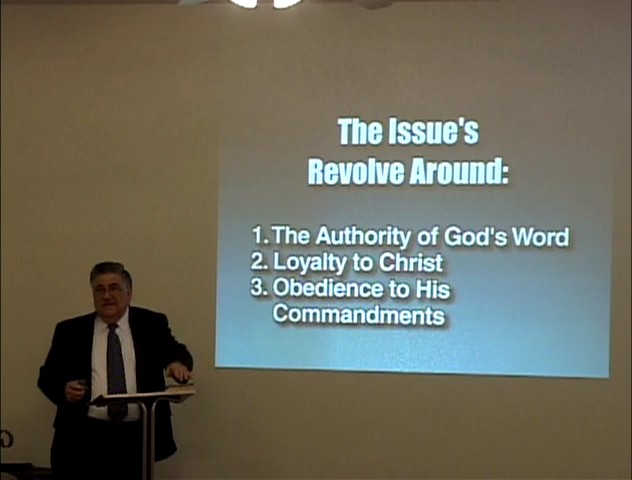 The Issue's
Revolve Around:
1. The Authority of God's Word
2. Loyalty to Christ
3. Obedience to His
Commandments